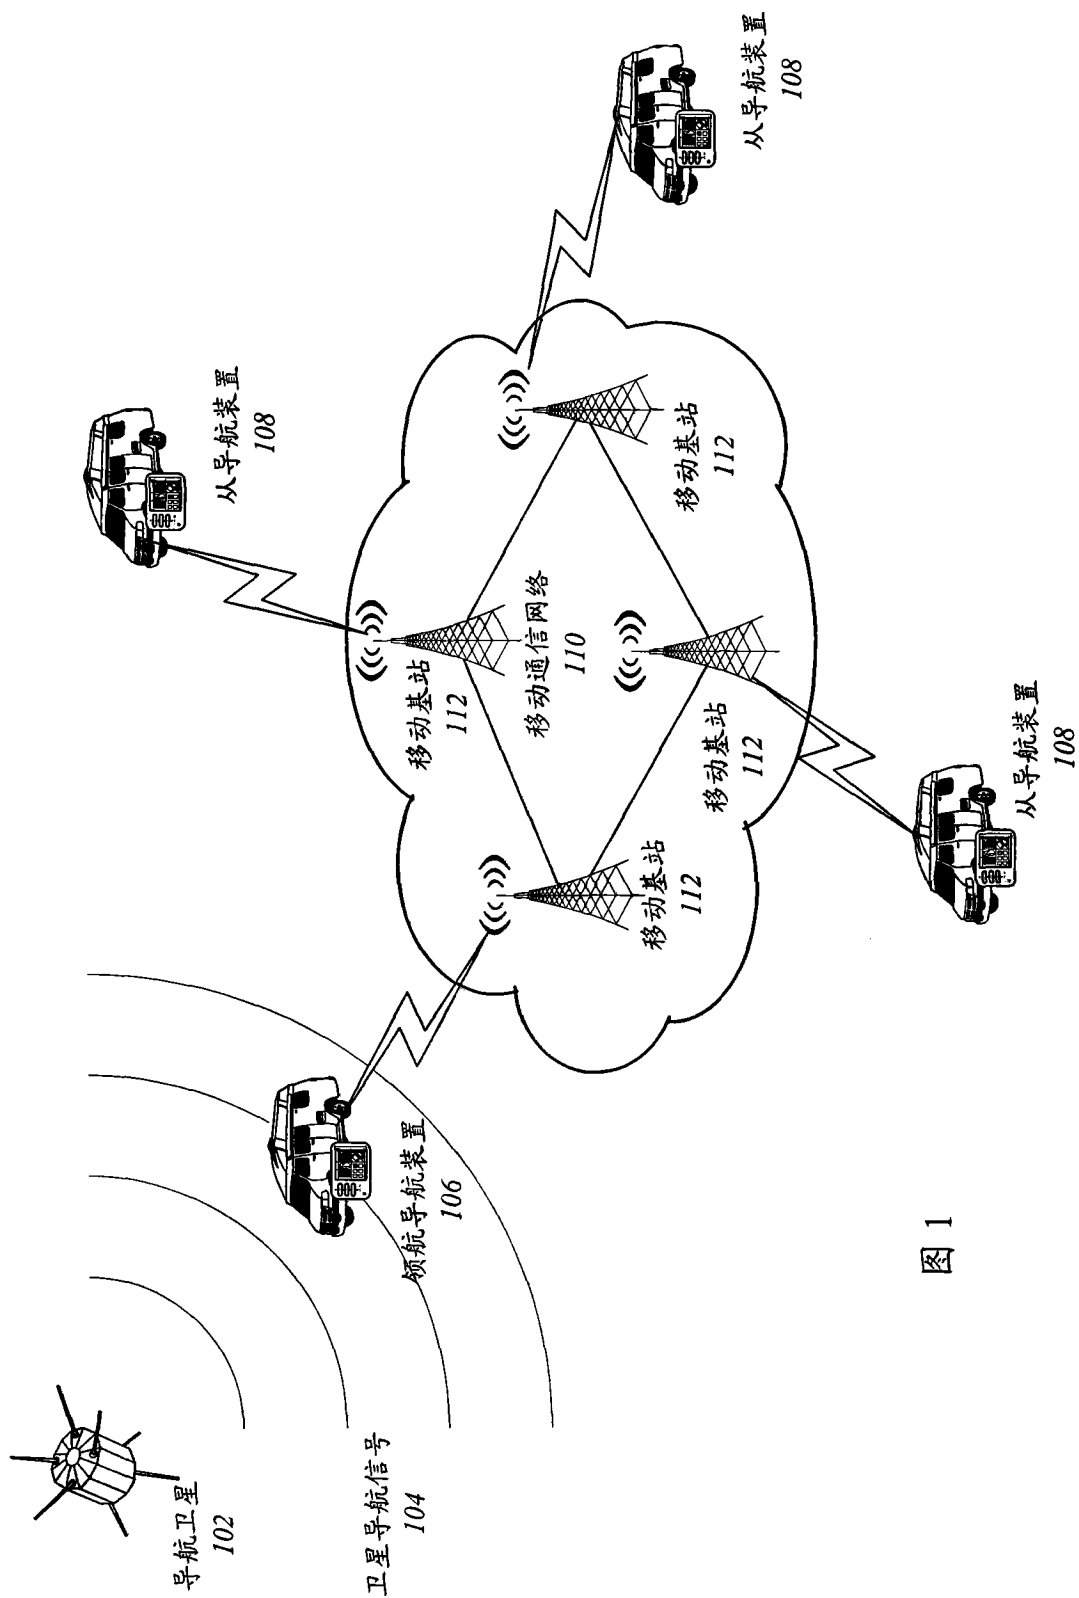 导航卫星
102
卫星导航信号
104
领航导航装置
106
从导航装置
108
移动基站
112
移动通信网络
110
移动基站
112
移动基站
112
移动基站
112
从导航装置
108
从导航装置
108
图 1